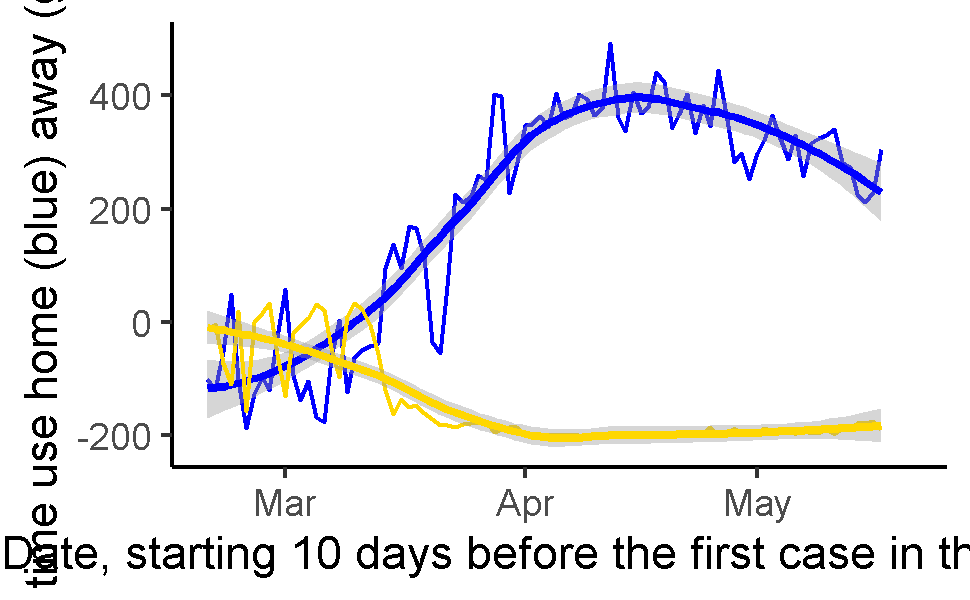 time use home (blue) away (
400
200
0
-200
Mar Apr May
Date, starting 10 days before the first case in th